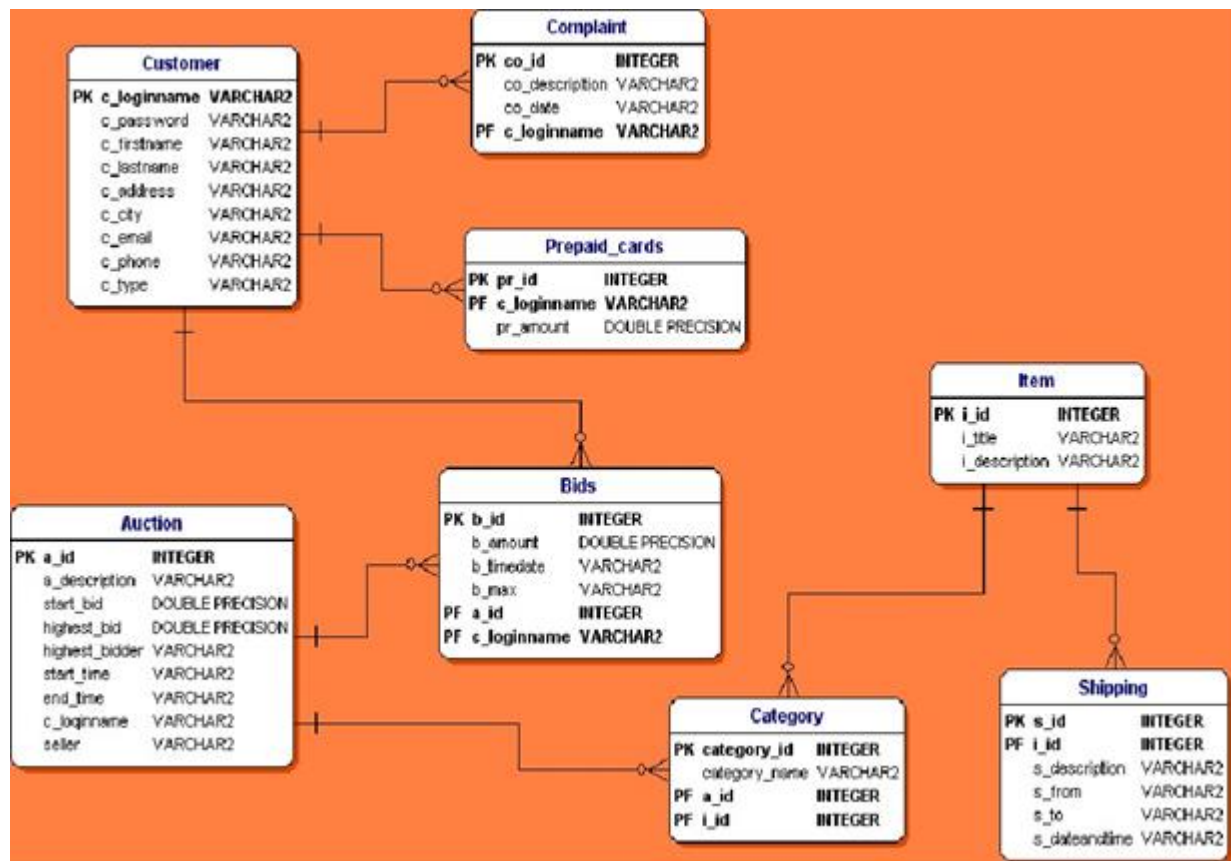 Customer
PK c_loginname VARCHAR2
c_password VARCHAR2
c_firstname VARCHAR2
c_lastname VARCHAR2
c_address VARCHAR2
c_city VARCHAR2
c_email VARCHAR2
c_phone VARCHAR2
c_type VARCHAR2
Complaint
PK co_id INTEGER
co_description VARCHAR2
co_date VARCHAR2
PF c_loginname VARCHAR2
Prepaid_cards
PK pr_id INTEGER
PF c_loginname VARCHAR2
pr_amount DOUBLE PRECISION
Item
PK i_id INTEGER
i_title VARCHAR2
i_description VARCHAR2
Bids
PK b_id INTEGER
b_amount DOUBLE PRECISION
b_timedate VARCHAR2
b_max VARCHAR2
PF a_id INTEGER
PF c_loginname VARCHAR2
Auction
PK a_id INTEGER
a_description VARCHAR2
start_bid DOUBLE PRECISION
highest_bid DOUBLE PRECISION
highest_bidder VARCHAR2
start_time VARCHAR2
end_time VARCHAR2
c_loginname VARCHAR2
seller VARCHAR2
Category
PK category_id INTEGER
category_name VARCHAR2
PF a_id INTEGER
PF i_id INTEGER
Shipping
PK s_id INTEGER
PF i_id INTEGER
s_description VARCHAR2
s_from VARCHAR2
s_to VARCHAR2
s_dateandtime VARCHAR2